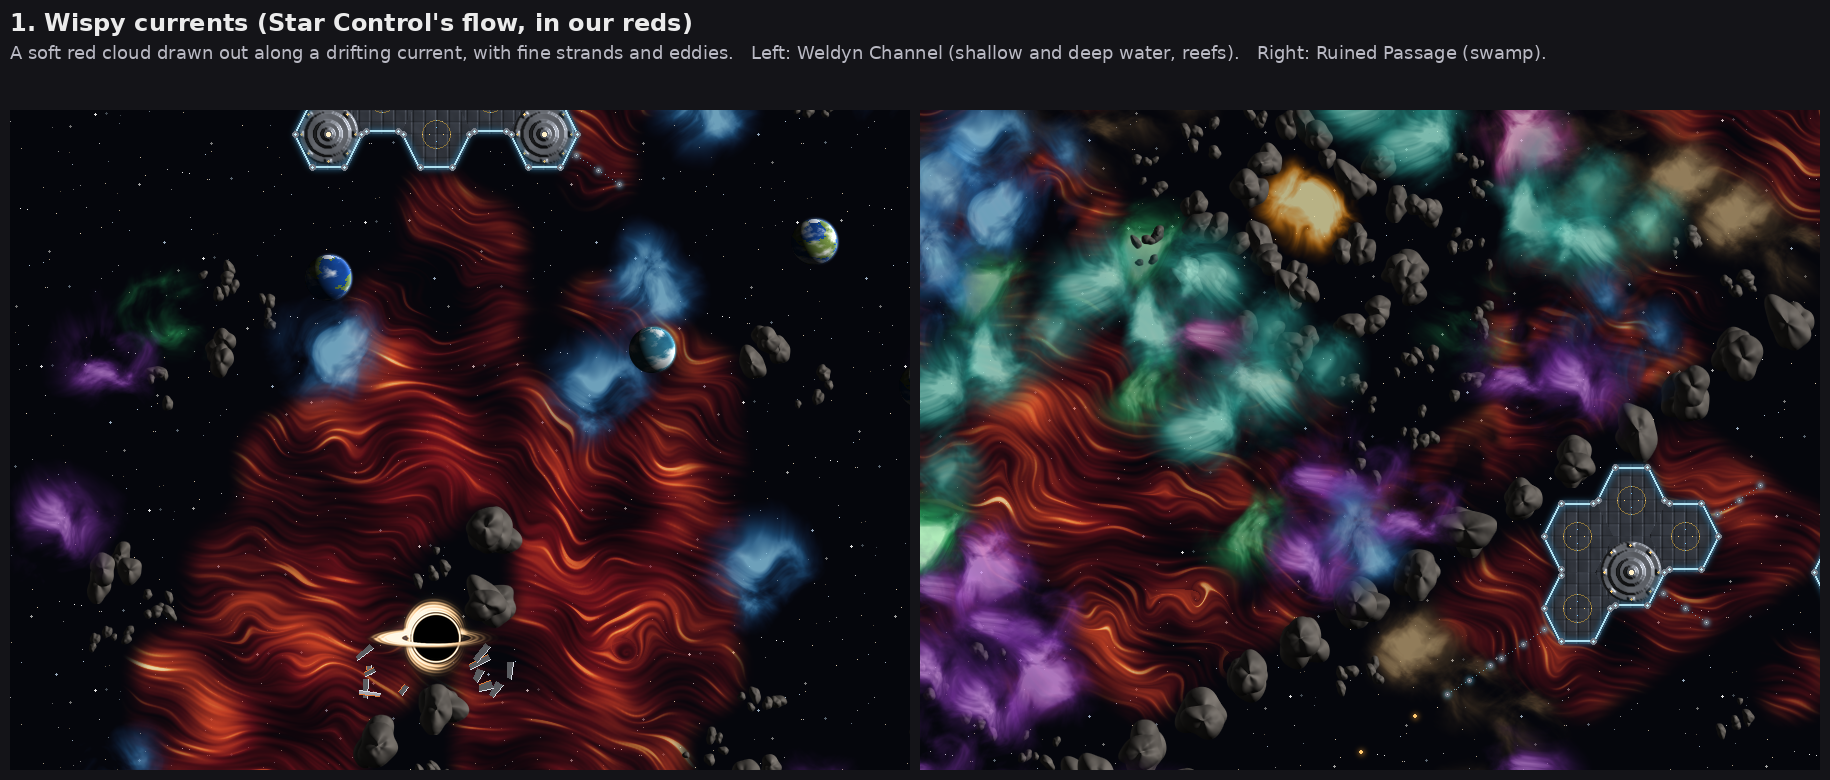 1. Wispy currents (Star Control's flow, in our reds)
A soft red cloud drawn out along a drifting current, with fine strands and eddies.   Left: Weldyn Channel (shallow and deep water, reefs).   Right: Ruined Passage (swamp).